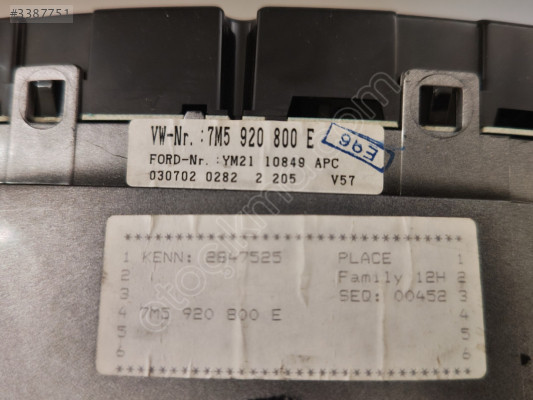 #3387751
VW-Nr.:7M5 920 800 E
FORD-Nr.:YM21 10849 APC
030702 0282 2 205 V57
E96
1 KENN: 2847525 PLACE 1
2 Family 12H 2
3 SEQ: 00452 3
4 7M5 920 800 E 4
5 5
6 6